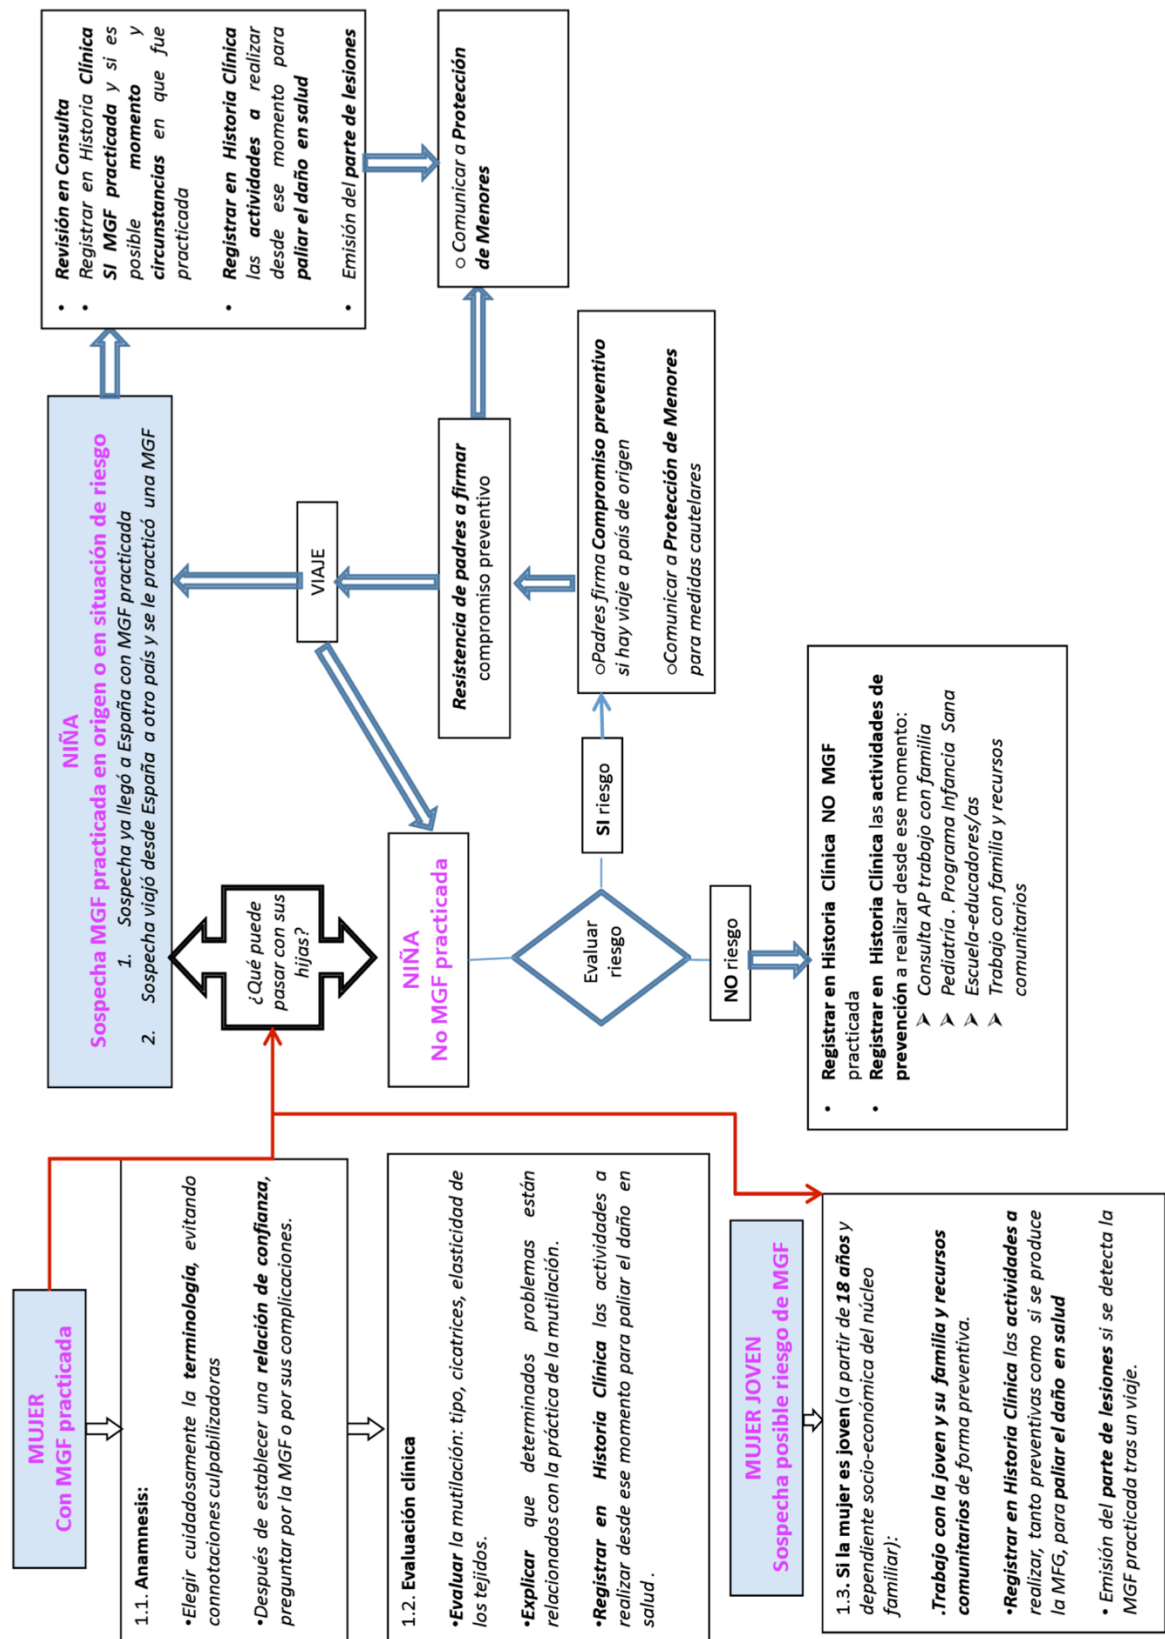 MUJER
Con MGF practicada
1.1. Anamnesis:
•Elegir cuidadosamente la terminología, evitando
connotaciones culpabilizadoras
•Después de establecer una relación de confianza,
preguntar por la MGF o por sus complicaciones.
1.2. Evaluación clínica
•Evaluar la mutilación: tipo, cicatrices, elasticidad de
los tejidos.
•Explicar que determinados problemas están
relacionados con la práctica de la mutilación.
•Registrar en Historia Clínica las actividades a
realizar desde ese momento para paliar el daño en
salud .
MUJER JOVEN
Sospecha posible riesgo de MGF
1.3. Si la mujer es joven (a partir de 18 años y
dependiente socio-económica del núcleo
familiar):
.Trabajo con la joven y su familia y recursos
comunitarios de forma preventiva.
•Registrar en Historia Clínica las actividades a
realizar, tanto preventivas como si se produce
la MFG, para paliar el daño en salud
• Emisión del parte de lesiones si se detecta la
MGF practicada tras un viaje.
NIÑA
Sospecha MGF practicada en origen o en situación de riesgo
1. Sospecha ya llegó a España con MGF practicada
2. Sospecha viajó desde España a otro país y se le practicó una MGF
¿Qué puede
pasar con sus
hijas?
NIÑA
No MGF practicada
Evaluar
riesgo
NO riesgo
SI riesgo
• Registrar en Historia Clínica NO MGF
practicada
• Registrar en Historia Clínica las actividades de
prevención a realizar desde ese momento:
➢ Consulta AP trabajo con familia
➢ Pediatría . Programa Infancia Sana
➢ Escuela-educadores/as
➢ Trabajo con familia y recursos
comunitarios
VIAJE
Resistencia de padres a firmar
compromiso preventivo
○Padres firma Compromiso preventivo
si hay viaje a país de origen
○Comunicar a Protección de Menores
para medidas cautelares
• Revisión en Consulta
• Registrar en Historia Clínica
SI MGF practicada y si es
posible momento y
circunstancias en que fue
practicada
• Registrar en Historia Clínica
las actividades a realizar
desde ese momento para
paliar el daño en salud
• Emisión del parte de lesiones
○ Comunicar a Protección
de Menores